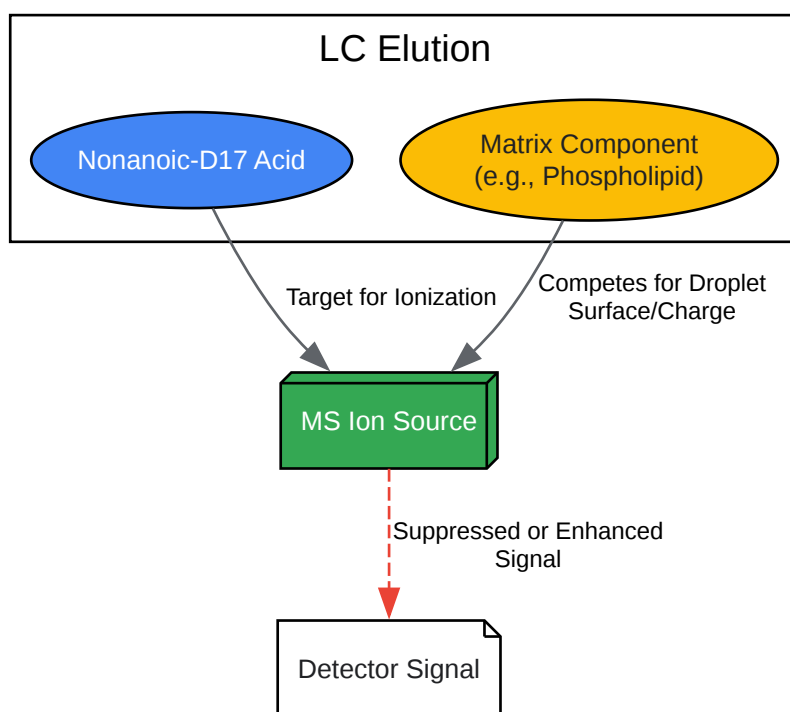 LC Elution
Nonanoic-D17 Acid
Matrix Component
(e.g., Phospholipid)
Target for Ionization
Competes for Droplet
Surface/Charge
MS Ion Source
Suppressed or Enhanced
Signal
Detector Signal